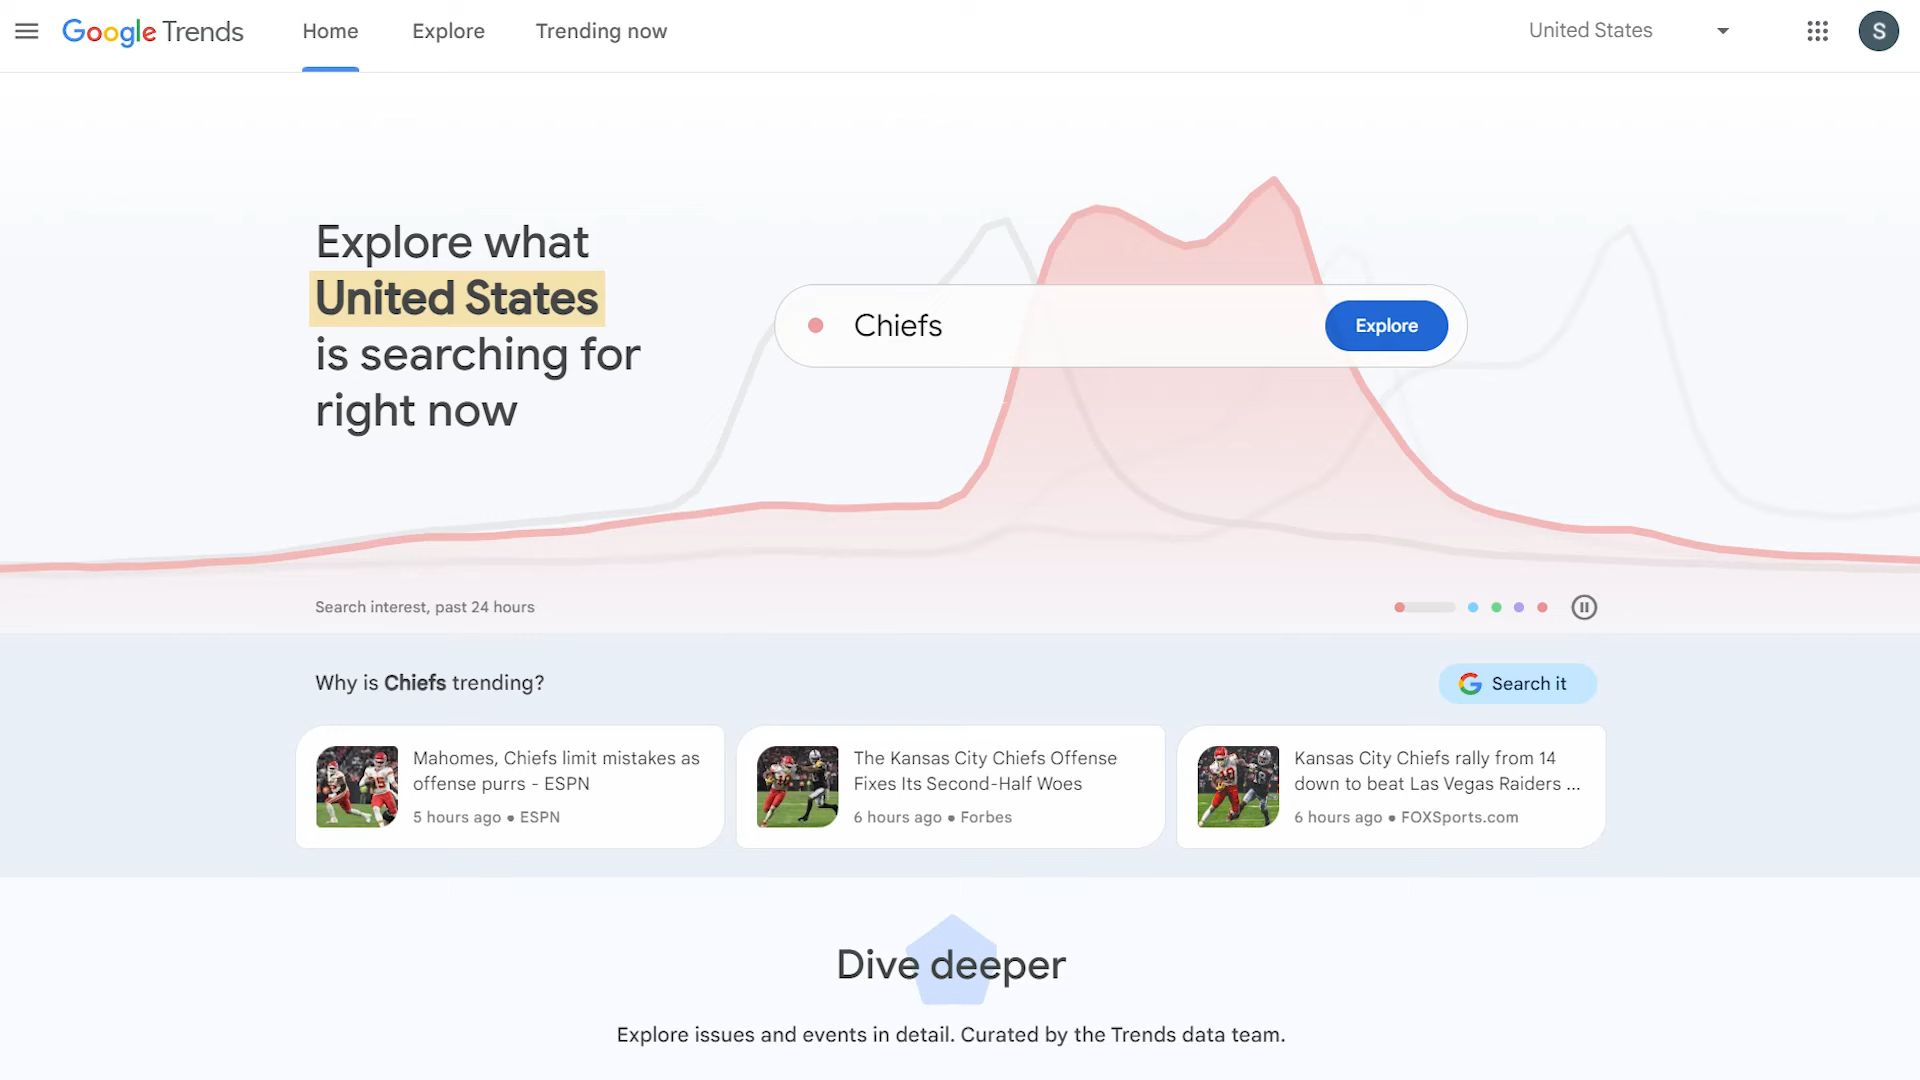 Google Trends
Home
Explore
Trending now
United States
S
Explore what
United States
is searching for
right now
Chiefs
Explore
Search interest, past 24 hours
Why is Chiefs trending?
Search it
Mahomes, Chiefs limit mistakes as
offense purrs - ESPN
5 hours ago • ESPN
The Kansas City Chiefs Offense
Fixes Its Second-Half Woes
6 hours ago • Forbes
Kansas City Chiefs rally from 14
down to beat Las Vegas Raiders ...
6 hours ago • FOXSports.com
Dive deeper
Explore issues and events in detail. Curated by the Trends data team.